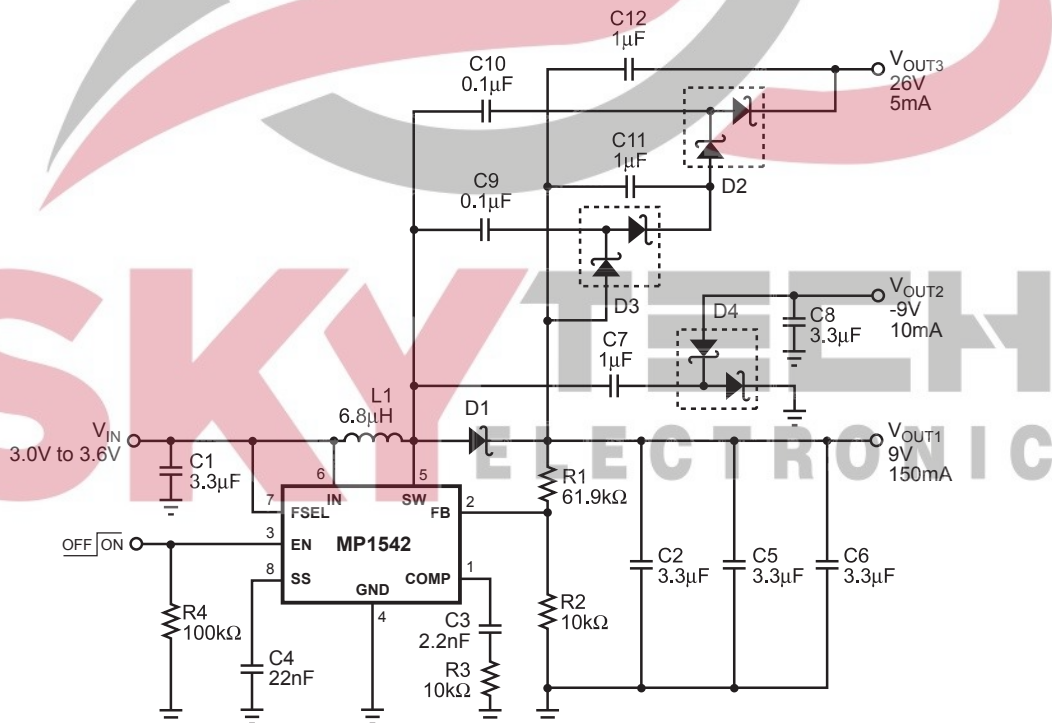 C12
1µF
C10
0.1µF
VOUT3
26V
5mA
C11
1µF
D2
C9
0.1µF
D3
VOUT2
-9V
10mA
C8
3.3µF
D4
C7
1µF
SKYTECH
ELECTRONIC
L1
6.8µH
D1
VIN
3.0V to 3.6V
C1
3.3µF
VOUT1
9V
150mA
R1
61.9kΩ
6
5
IN
SW
7
FSEL
FB
2
OFF ON
3
EN
MP1542
8
SS
COMP
1
GND
4
C2
3.3µF
C5
3.3µF
C6
3.3µF
R4
100kΩ
C4
22nF
C3
2.2nF
R3
10kΩ
R2
10kΩ